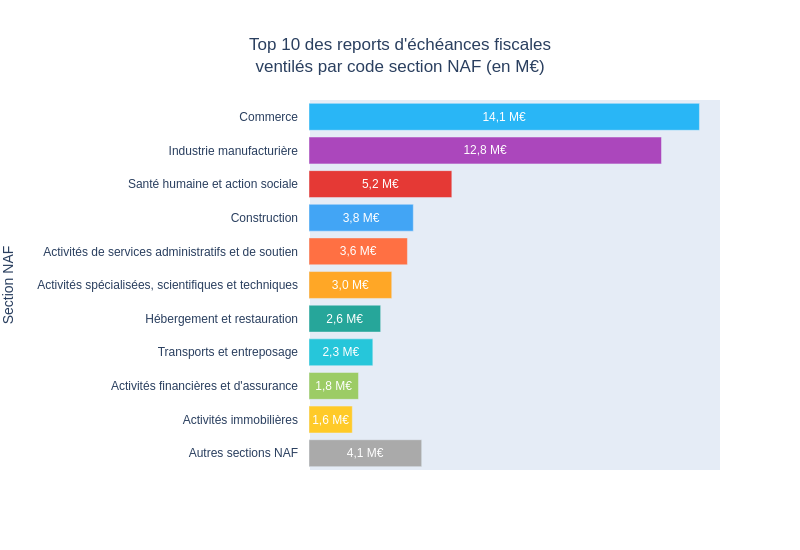 Top 10 des reports d'échéances fiscales
ventilés par code section NAF (en M€)
Section NAF
Commerce 14,1 M€
Industrie manufacturière 12,8 M€
Santé humaine et action sociale 5,2 M€
Construction 3,8 M€
Activités de services administratifs et de soutien 3,6 M€
Activités spécialisées, scientifiques et techniques 3,0 M€
Hébergement et restauration 2,6 M€
Transports et entreposage 2,3 M€
Activités financières et d'assurance 1,8 M€
Activités immobilières 1,6 M€
Autres sections NAF 4,1 M€